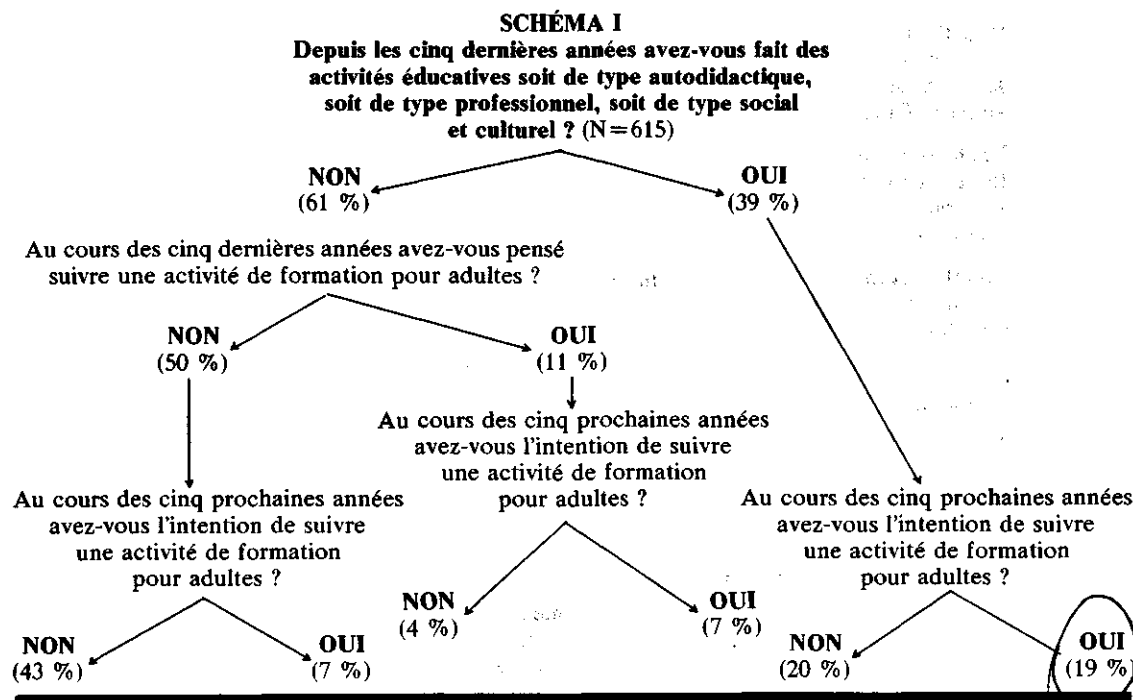 SCHÉMA I
Depuis les cinq dernières années avez-vous fait des
activités éducatives soit de type autodidactique,
soit de type professionnel, soit de type social
et culturel ? (N=615)
NON
(61 %)
OUI
(39 %)
Au cours des cinq dernières années avez-vous pensé
suivre une activité de formation pour adultes ?
NON
(50 %)
OUI
(11 %)
Au cours des cinq prochaines années
avez-vous l'intention de suivre
une activité de formation
pour adultes ?
Au cours des cinq prochaines années
avez-vous l'intention de suivre
une activité de formation
pour adultes ?
Au cours des cinq prochaines années
avez-vous l'intention de suivre
une activité de formation
pour adultes ?
NON
(43 %)
OUI
(7 %)
NON
(4 %)
OUI
(7 %)
NON
(20 %)
OUI
(19 %)